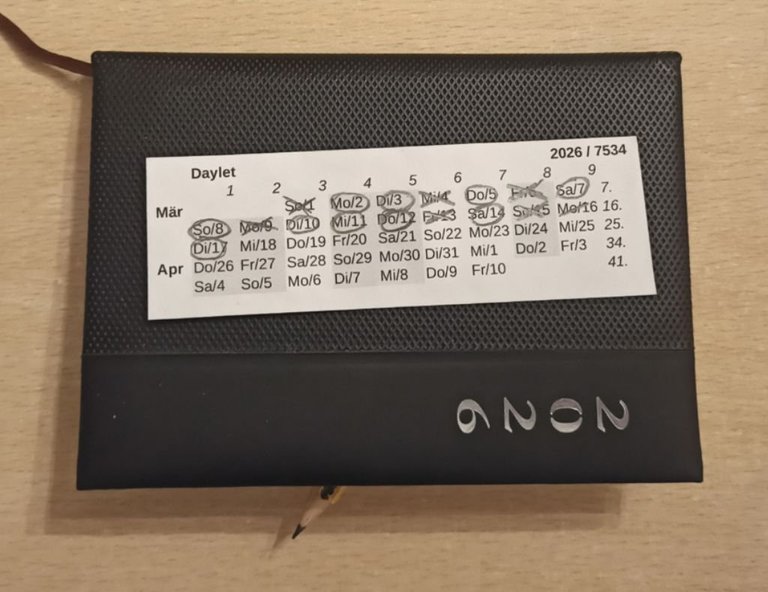 Daylet 2026 / 7534
1 2 3 4 5 6 7 8 9
Mär So/1 Mo/2 Di/3 Mi/4 Do/5 Fr/6 Sa/7 7.
So/8 Mo/9 Di/10 Mi/11 Do/12 Fr/13 Sa/14 So/15 Mo/16 16.
Di/17 Mi/18 Do/19 Fr/20 Sa/21 So/22 Mo/23 Di/24 Mi/25 25.
Apr Do/26 Fr/27 Sa/28 So/29 Mo/30 Di/31 Mi/1 Do/2 Fr/3 34.
Sa/4 So/5 Mo/6 Di/7 Mi/8 Do/9 Fr/10 41.
2026